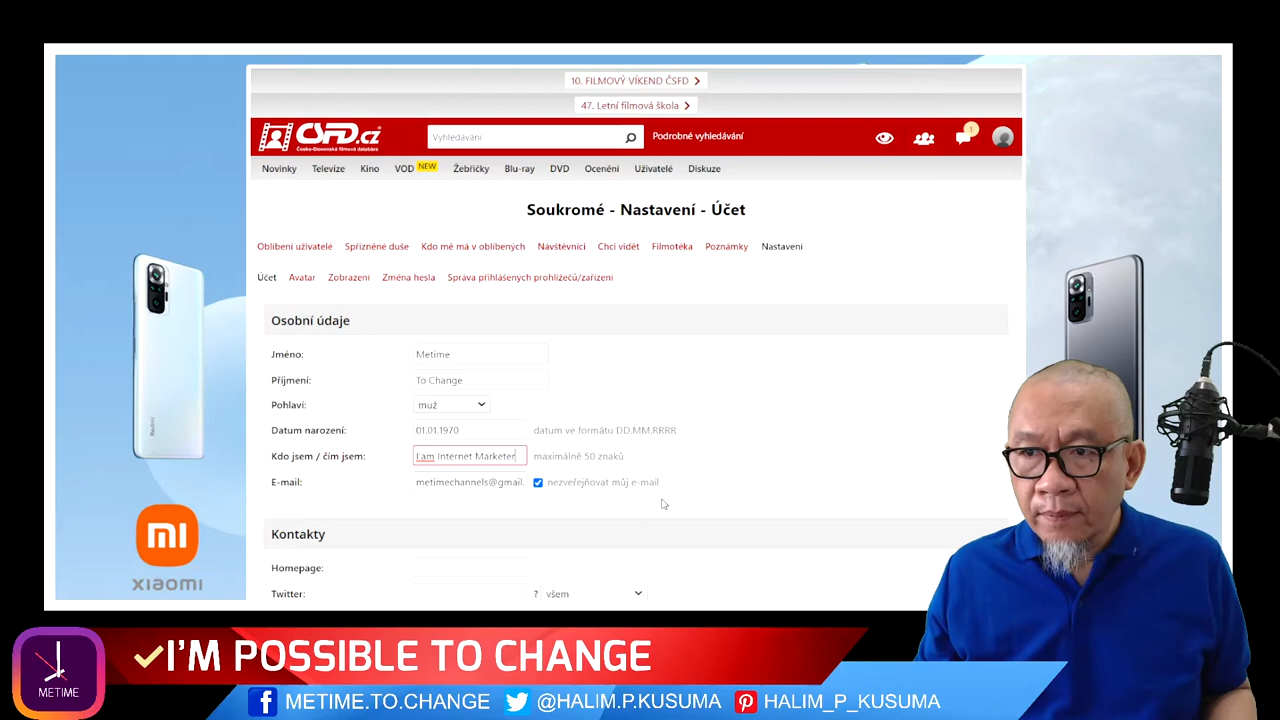 10. FILMOVÝ VÍKEND ČSFD
47. Letní filmová škola
ČSFD.cz
Česko-Slovenská filmová databáze
Vyhledávání
Podrobné vyhledávání
1
Novinky Televize Kino VOD NEW Žebříčky Blu-ray DVD Ocenění Uživatelé Diskuze
Soukromé - Nastavení - Účet
Oblíbení uživatelé Spřízněné duše Kdo mě má v oblíbených Návštěvníci Chci vidět Filmotéka Poznámky Nastavení
Účet Avatar Zobrazení Změna hesla Správa přihlášených prohlížečů/zařízení
Osobní údaje
Jméno: Metime
Příjmení: To Change
Pohlaví: muž
Datum narození: 01.01.1970 datum ve formátu DD.MM.RRRR
Kdo jsem / čím jsem: I'am Internet Marketer maximálně 50 znaků
E-mail: metimechannels@gmail. nezveřejňovat můj e-mail
Kontakty
Homepage:
Twitter: ? všem
Redmi
mi
xiaomi
I'M POSSIBLE TO CHANGE
METIME
METIME.TO.CHANGE @HALIM.P.KUSUMA HALIM_P_KUSUMA